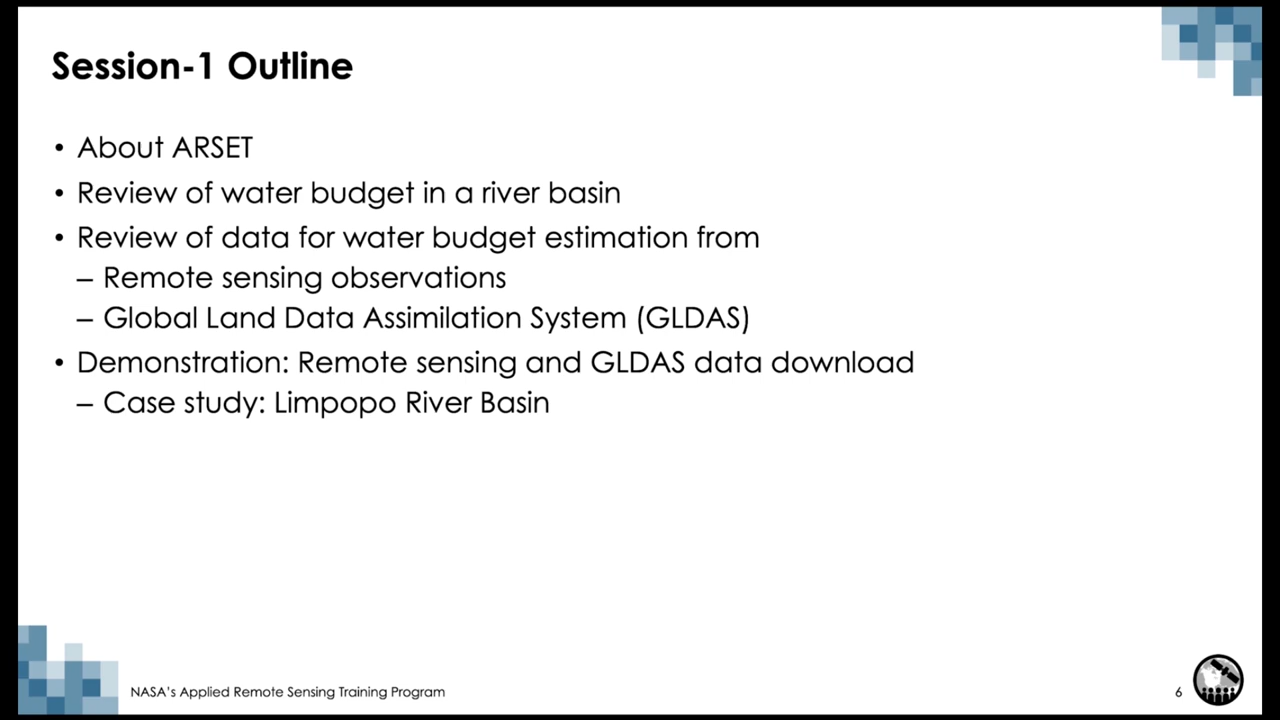 Session-1 Outline
• About ARSET
• Review of water budget in a river basin
• Review of data for water budget estimation from
– Remote sensing observations
– Global Land Data Assimilation System (GLDAS)
• Demonstration: Remote sensing and GLDAS data download
– Case study: Limpopo River Basin
NASA's Applied Remote Sensing Training Program
6